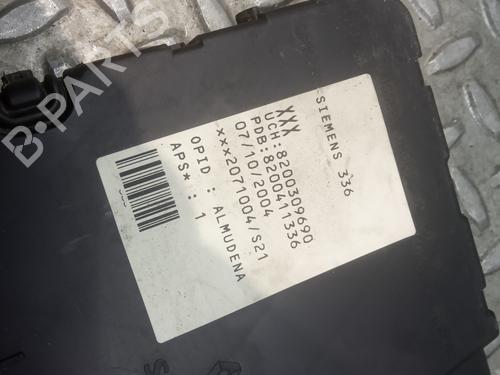 SIEMENS 336
XXX
UCH:8200309690
PDB:8200411336
07/10/2004
xxx2071004/S21
OPID : ALMUDENA
APS* : 1
B-PARTS